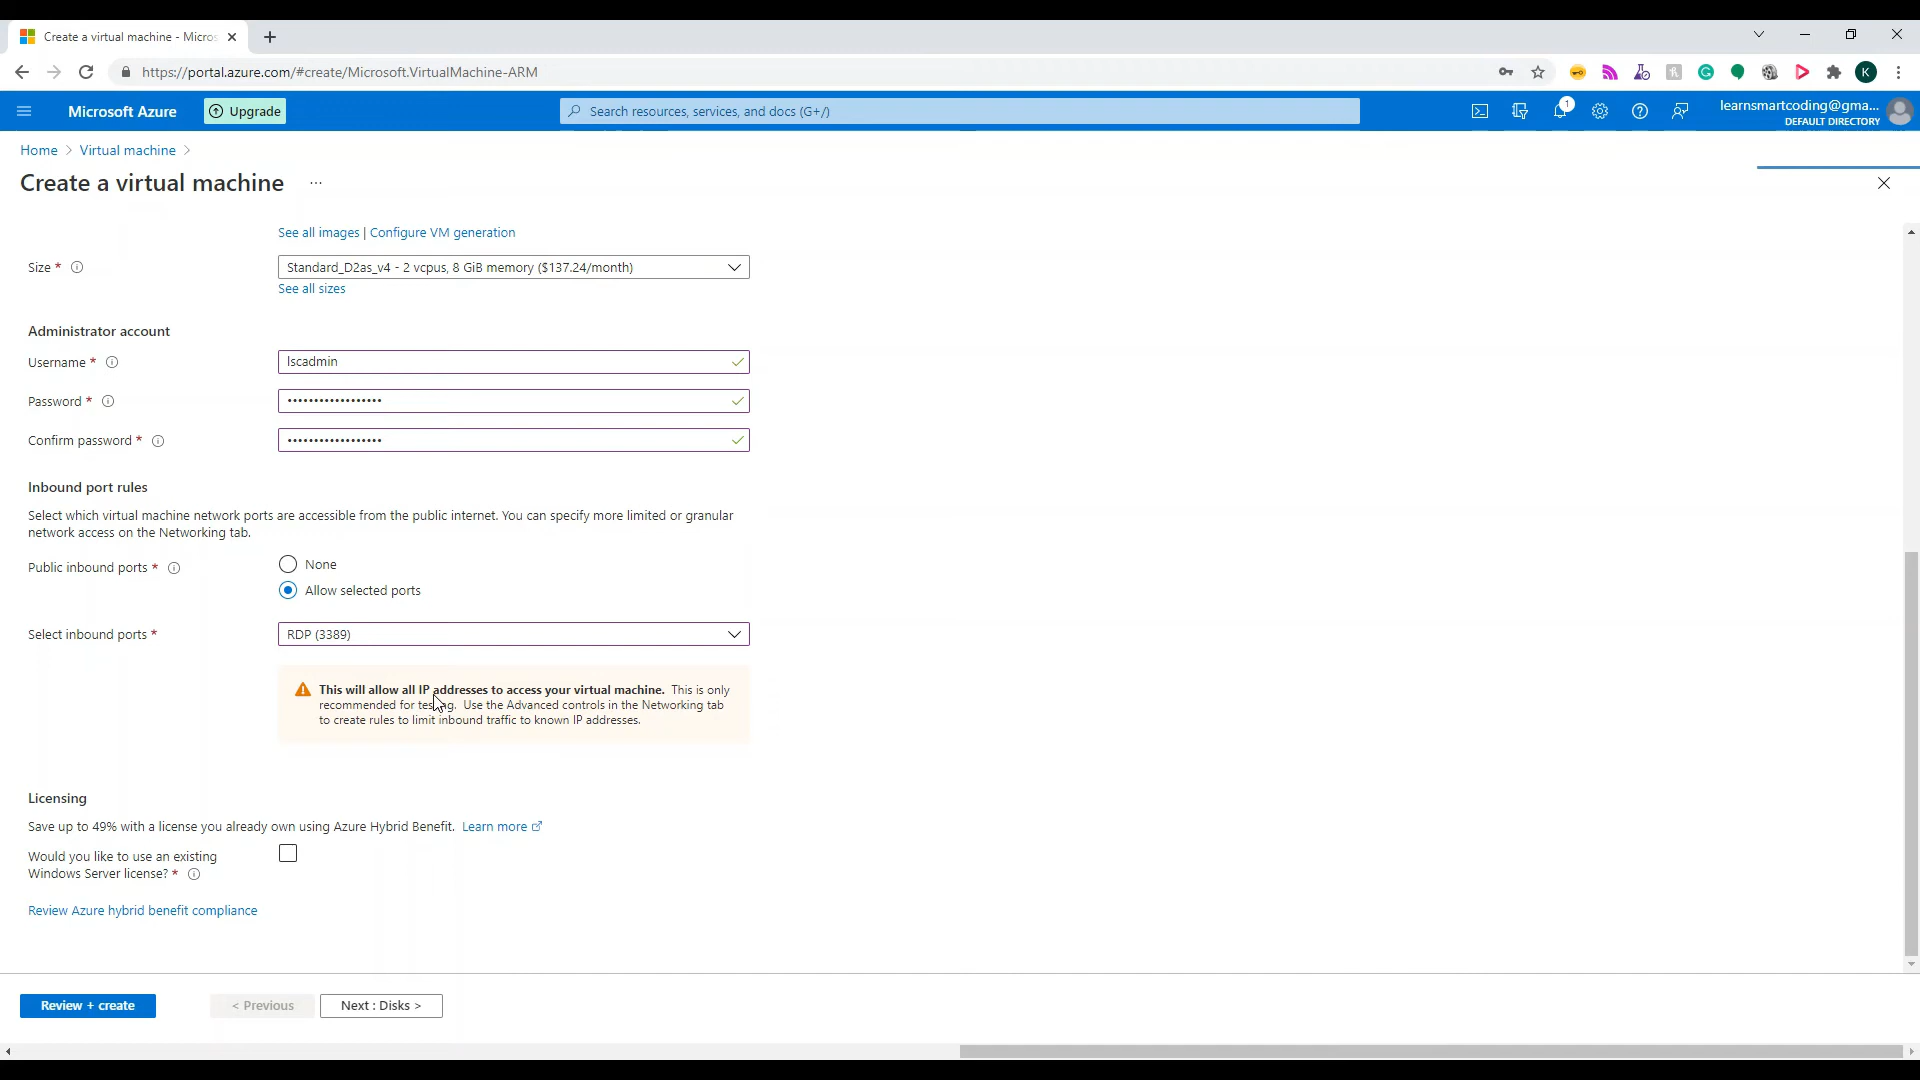 Create a virtual machine - Micros
https://portal.azure.com/#create/Microsoft.VirtualMachine-ARM
K
Microsoft Azure
Upgrade
Search resources, services, and docs (G+/)
1
learnsmartcoding@gma...
DEFAULT DIRECTORY
Home > Virtual machine >
Create a virtual machine ...
See all images | Configure VM generation
Size *
Standard_D2as_v4 - 2 vcpus, 8 GiB memory ($137.24/month)
See all sizes
Administrator account
Username *
lscadmin
Password *
••••••••••••••••••
Confirm password *
••••••••••••••••••
Inbound port rules
Select which virtual machine network ports are accessible from the public internet. You can specify more limited or granular
network access on the Networking tab.
Public inbound ports *
None
Allow selected ports
Select inbound ports *
RDP (3389)
This will allow all IP addresses to access your virtual machine. This is only
recommended for testing. Use the Advanced controls in the Networking tab
to create rules to limit inbound traffic to known IP addresses.
Licensing
Save up to 49% with a license you already own using Azure Hybrid Benefit. Learn more
Would you like to use an existing
Windows Server license? *
Review Azure hybrid benefit compliance
Review + create
< Previous
Next : Disks >